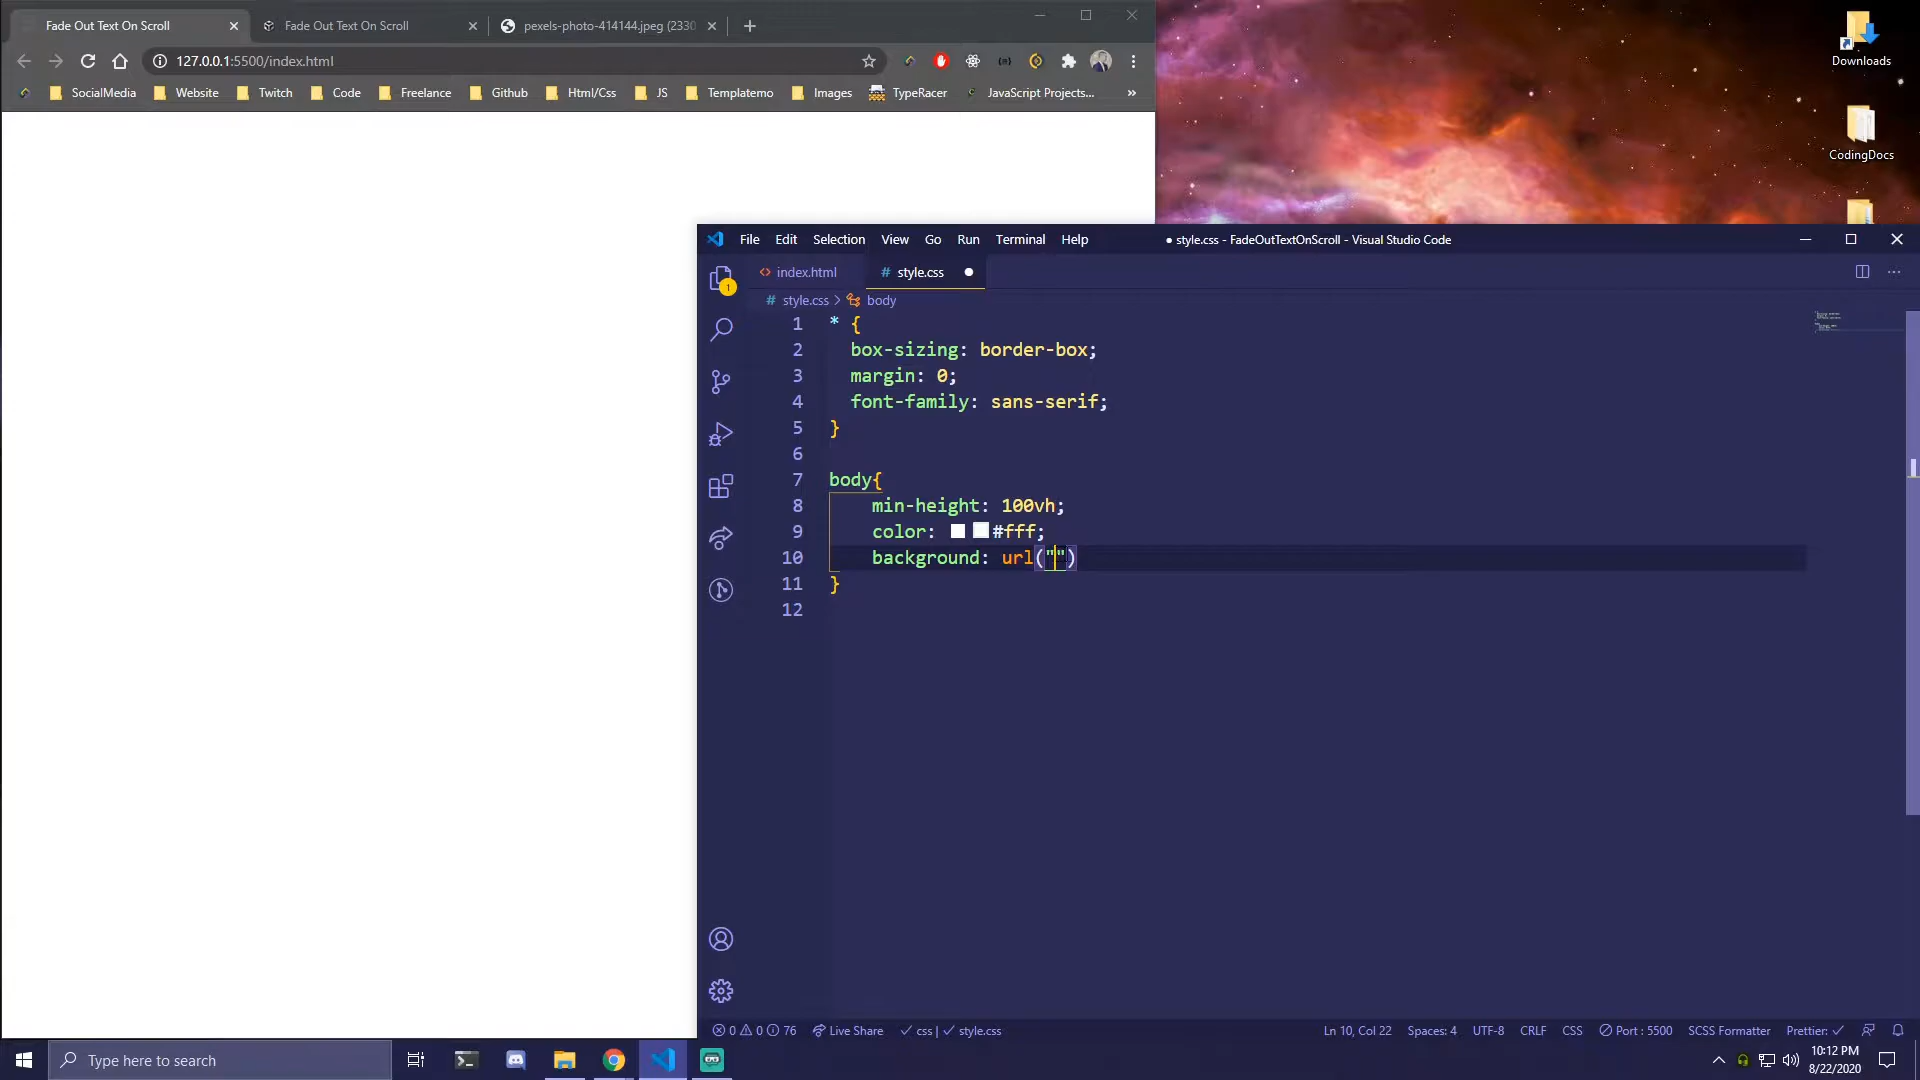 Fade Out Text On Scroll
Fade Out Text On Scroll
pexels-photo-414144.jpeg (2330
127.0.0.1:5500/index.html
SocialMedia
Website
Twitch
Code
Freelance
Github
Html/Css
JS
Templatemo
Images
TypeRacer
JavaScript Projects...
»
Downloads
CodingDocs
File Edit Selection View Go Run Terminal Help
● style.css - FadeOutTextOnScroll - Visual Studio Code
1
<> index.html
# style.css ●
# style.css > body
1 * {
2 box-sizing: border-box;
3 margin: 0;
4 font-family: sans-serif;
5 }
6
7 body{
8 min-height: 100vh;
9 color: #fff;
10 background: url("")
11 }
12
0 0 76 Live Share ✓ css | ✓ style.css
Ln 10, Col 22 Spaces: 4 UTF-8 CRLF CSS Port : 5500 SCSS Formatter Prettier: ✓
Type here to search
10:12 PM
8/22/2020